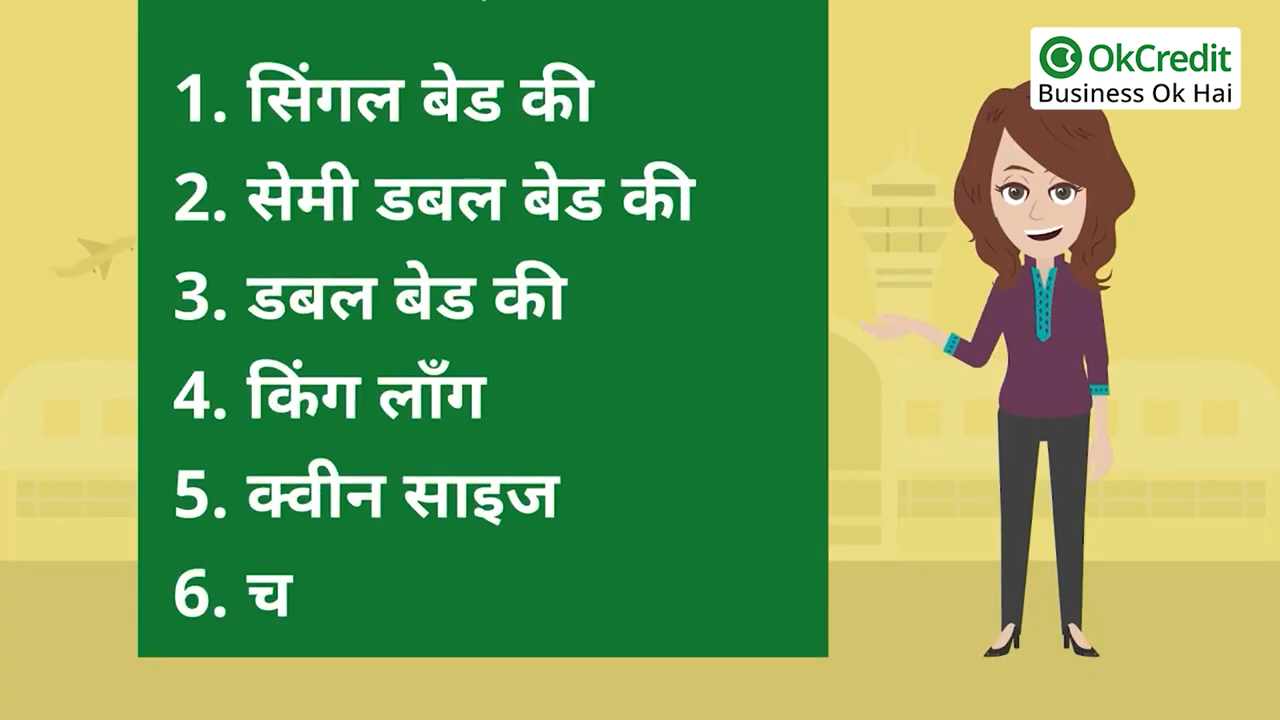 1. सिंगल बेड की
2. सेमी डबल बेड की
3. डबल बेड की
4. किंग लाँग
5. क्वीन साइज
6. च
OkCredit
Business Ok Hai